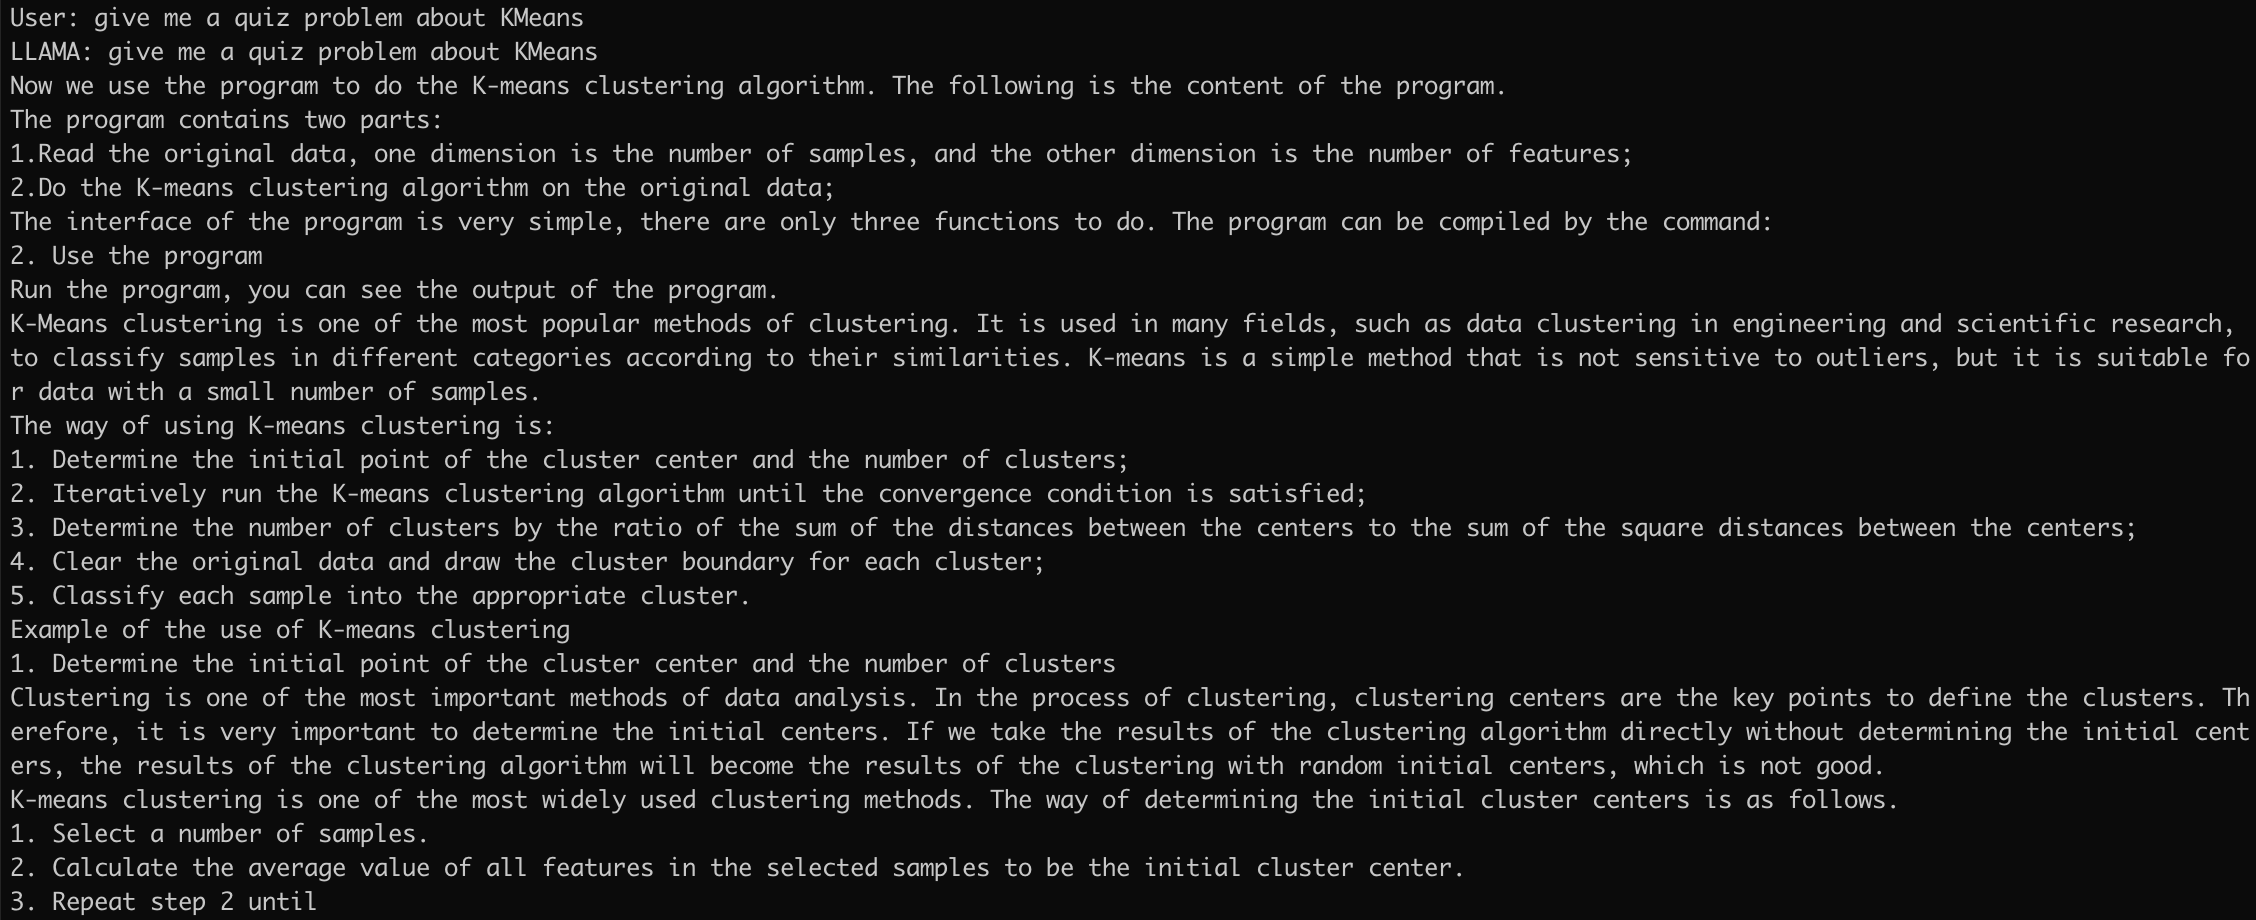 User: give me a quiz problem about KMeans
LLAMA: give me a quiz problem about KMeans
Now we use the program to do the K-means clustering algorithm. The following is the content of the program.
The program contains two parts:
1.Read the original data, one dimension is the number of samples, and the other dimension is the number of features;
2.Do the K-means clustering algorithm on the original data;
The interface of the program is very simple, there are only three functions to do. The program can be compiled by the command:
2. Use the program
Run the program, you can see the output of the program.
K-Means clustering is one of the most popular methods of clustering. It is used in many fields, such as data clustering in engineering and scientific research,
to classify samples in different categories according to their similarities. K-means is a simple method that is not sensitive to outliers, but it is suitable fo
r data with a small number of samples.
The way of using K-means clustering is:
1. Determine the initial point of the cluster center and the number of clusters;
2. Iteratively run the K-means clustering algorithm until the convergence condition is satisfied;
3. Determine the number of clusters by the ratio of the sum of the distances between the centers to the sum of the square distances between the centers;
4. Clear the original data and draw the cluster boundary for each cluster;
5. Classify each sample into the appropriate cluster.
Example of the use of K-means clustering
1. Determine the initial point of the cluster center and the number of clusters
Clustering is one of the most important methods of data analysis. In the process of clustering, clustering centers are the key points to define the clusters. Th
erefore, it is very important to determine the initial centers. If we take the results of the clustering algorithm directly without determining the initial cent
ers, the results of the clustering algorithm will become the results of the clustering with random initial centers, which is not good.
K-means clustering is one of the most widely used clustering methods. The way of determining the initial cluster centers is as follows.
1. Select a number of samples.
2. Calculate the average value of all features in the selected samples to be the initial cluster center.
3. Repeat step 2 until